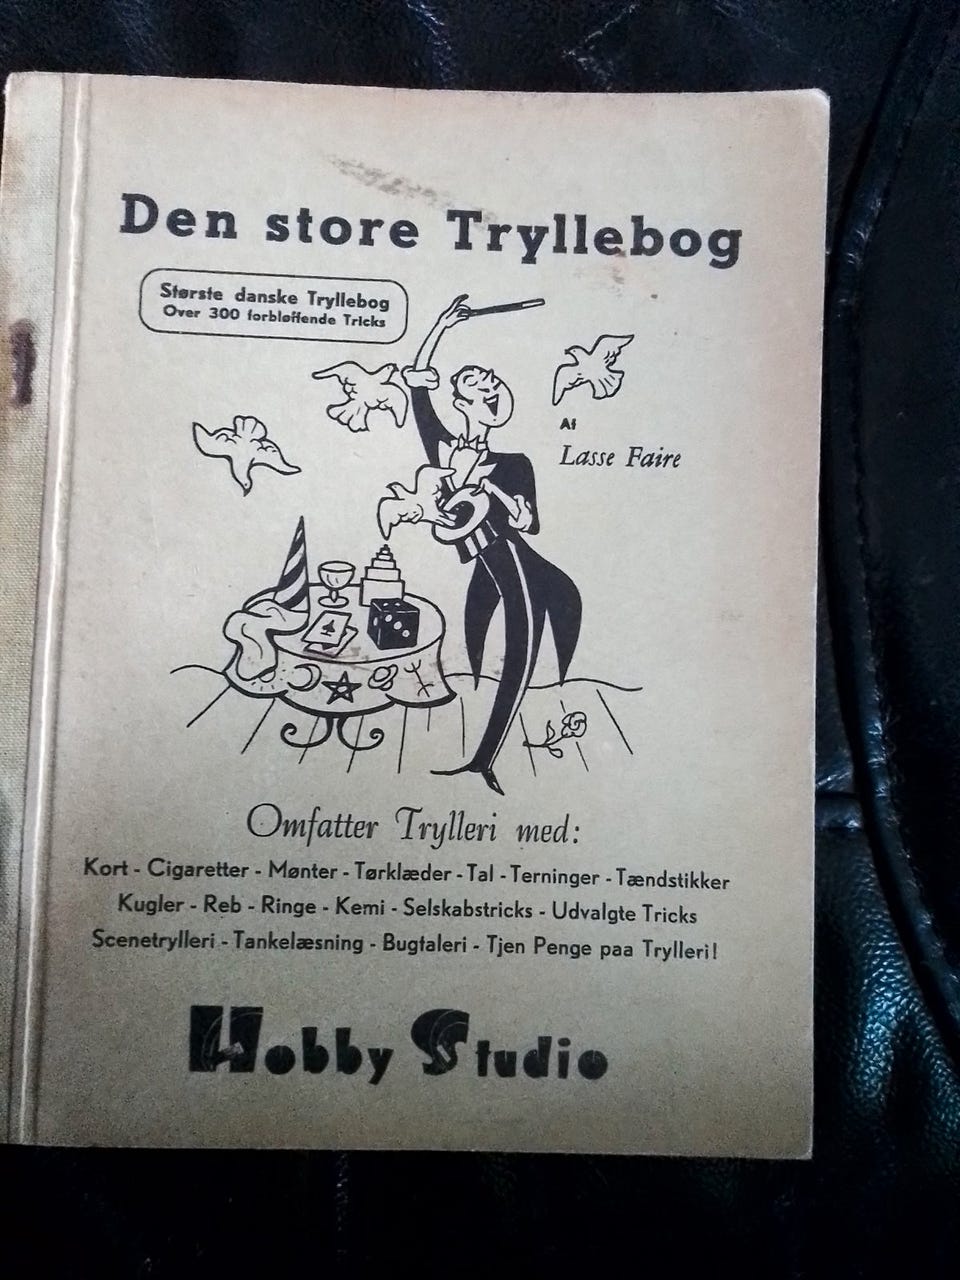 Den store Tryllebog
Største danske Tryllebog
Over 300 forbløffende Tricks
Af
Lasse Faire
Omfatter Trylleri med:
Kort - Cigaretter - Mønter - Tørklæder - Tal - Terninger - Tændstikker
Kugler - Reb - Ringe - Kemi - Selskabstricks - Udvalgte Tricks
Scenetrylleri - Tankelæsning - Bugtaleri - Tjen Penge paa Trylleri!
Hobby Studio